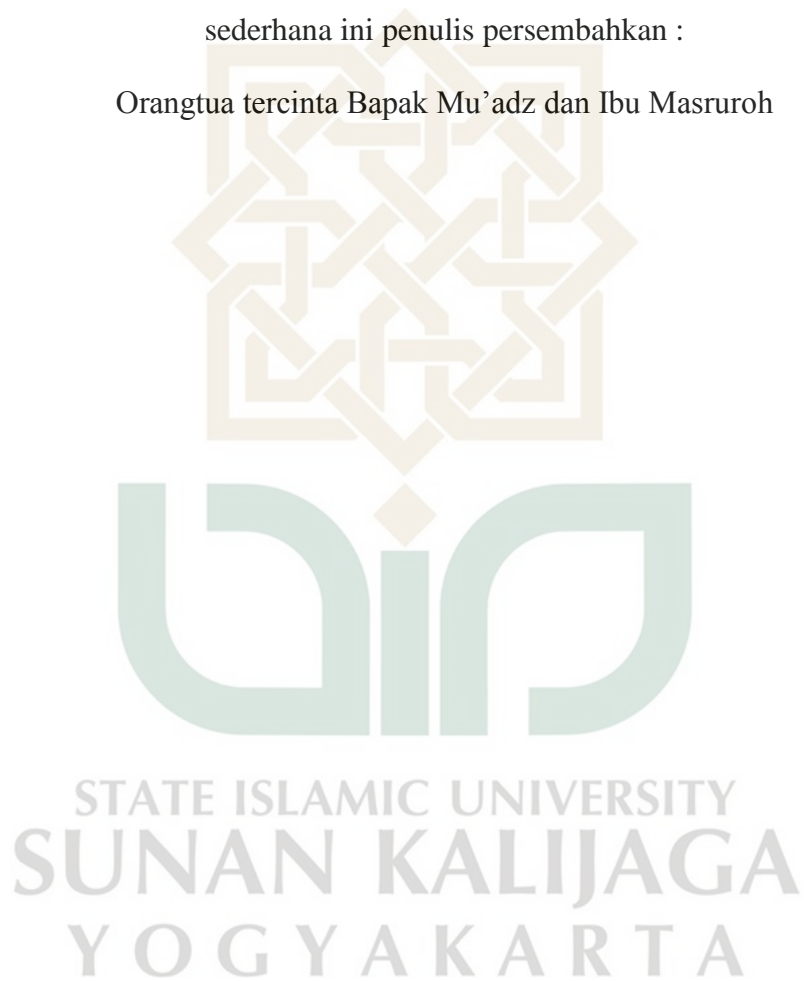 sederhana ini penulis persembahkan :
Orangtua tercinta Bapak Mu’adz dan Ibu Masruroh
STATE ISLAMIC UNIVERSITY
SUNAN KALIJAGA
YOGYAKARTA